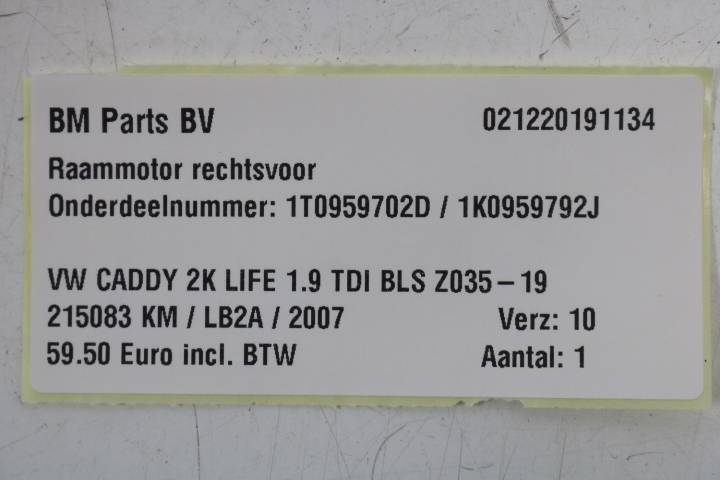 BM Parts BV 021220191134
Raammotor rechtsvoor
Onderdeelnummer: 1T0959702D / 1K0959792J
VW CADDY 2K LIFE 1.9 TDI BLS Z035-19
215083 KM / LB2A / 2007 Verz: 10
59.50 Euro incl. BTW Aantal: 1